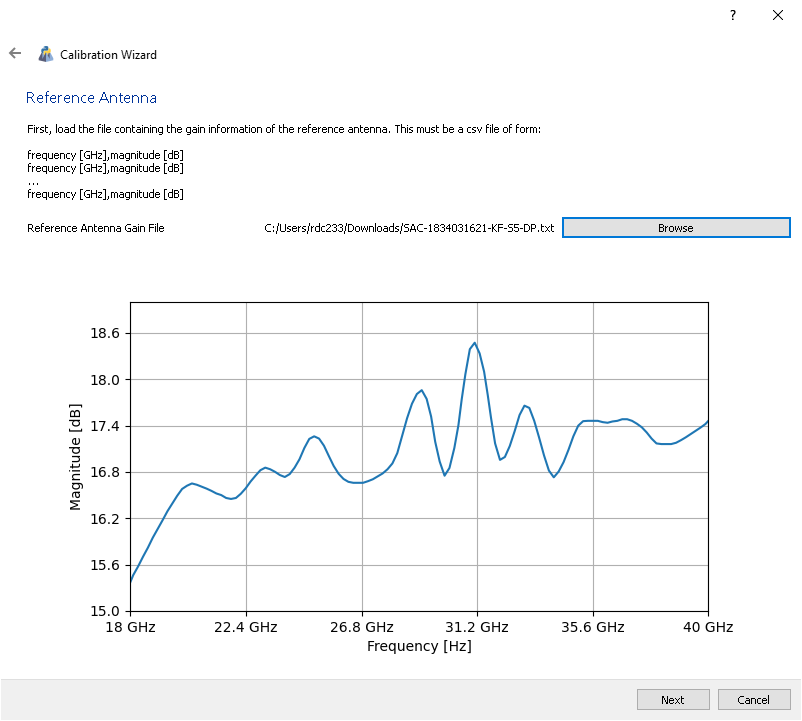 ?
Calibration Wizard
Reference Antenna
First, load the file containing the gain information of the reference antenna. This must be a csv file of form:
frequency [GHz],magnitude [dB]
frequency [GHz],magnitude [dB]
...
frequency [GHz],magnitude [dB]
Reference Antenna Gain File C:/Users/rdc233/Downloads/SAC-1834031621-KF-S5-DP.txt Browse
18.6
18.0
17.4
16.8
16.2
15.6
15.0
Magnitude [dB]
18 GHz 22.4 GHz 26.8 GHz 31.2 GHz 35.6 GHz 40 GHz
Frequency [Hz]
Next Cancel